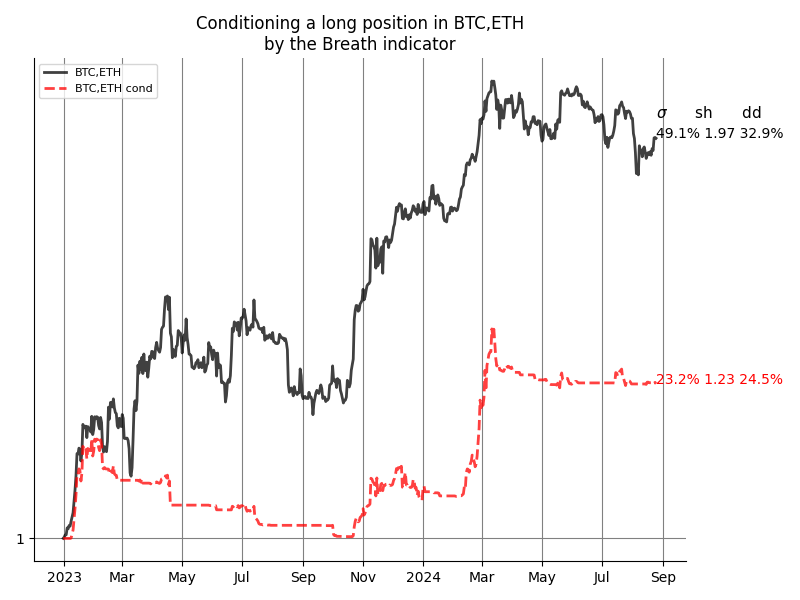 Conditioning a long position in BTC,ETH
by the Breath indicator
BTC,ETH
BTC,ETH cond
σ sh dd
49.1% 1.97 32.9%
23.2% 1.23 24.5%
1
2023 Mar May Jul Sep Nov 2024 Mar May Jul Sep